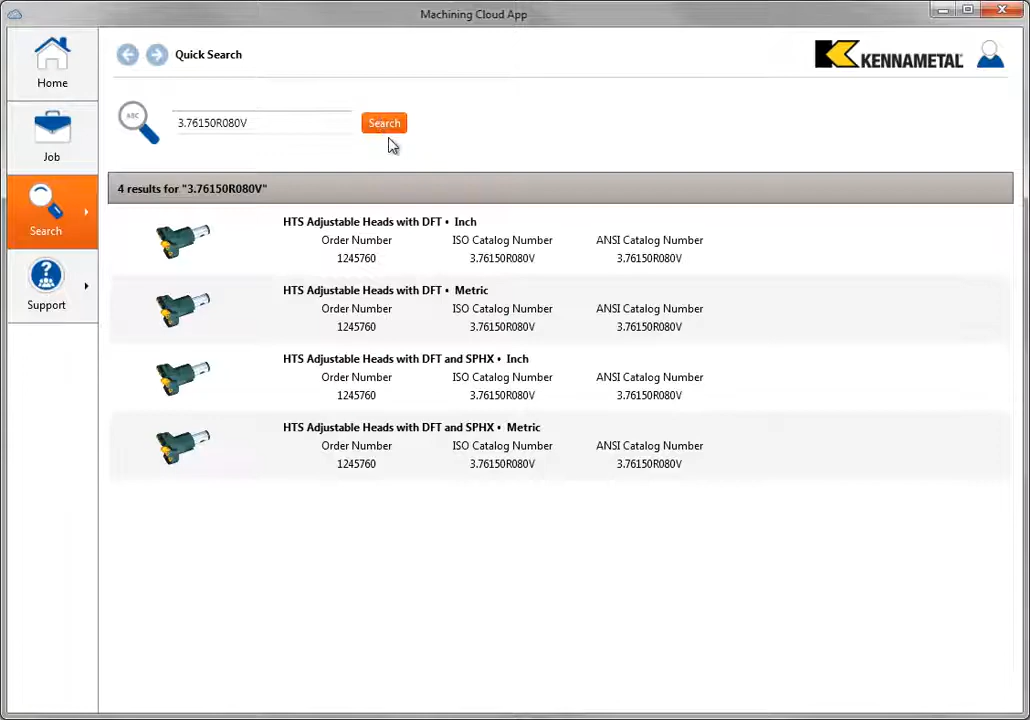 Machining Cloud App
Home
Job
Search
Support
Quick Search
KENNAMETAL
ABC
3.76150R080V
Search
4 results for "3.76150R080V"
HTS Adjustable Heads with DFT • Inch
Order Number ISO Catalog Number ANSI Catalog Number
1245760 3.76150R080V 3.76150R080V
HTS Adjustable Heads with DFT • Metric
Order Number ISO Catalog Number ANSI Catalog Number
1245760 3.76150R080V 3.76150R080V
HTS Adjustable Heads with DFT and SPHX • Inch
Order Number ISO Catalog Number ANSI Catalog Number
1245760 3.76150R080V 3.76150R080V
HTS Adjustable Heads with DFT and SPHX • Metric
Order Number ISO Catalog Number ANSI Catalog Number
1245760 3.76150R080V 3.76150R080V